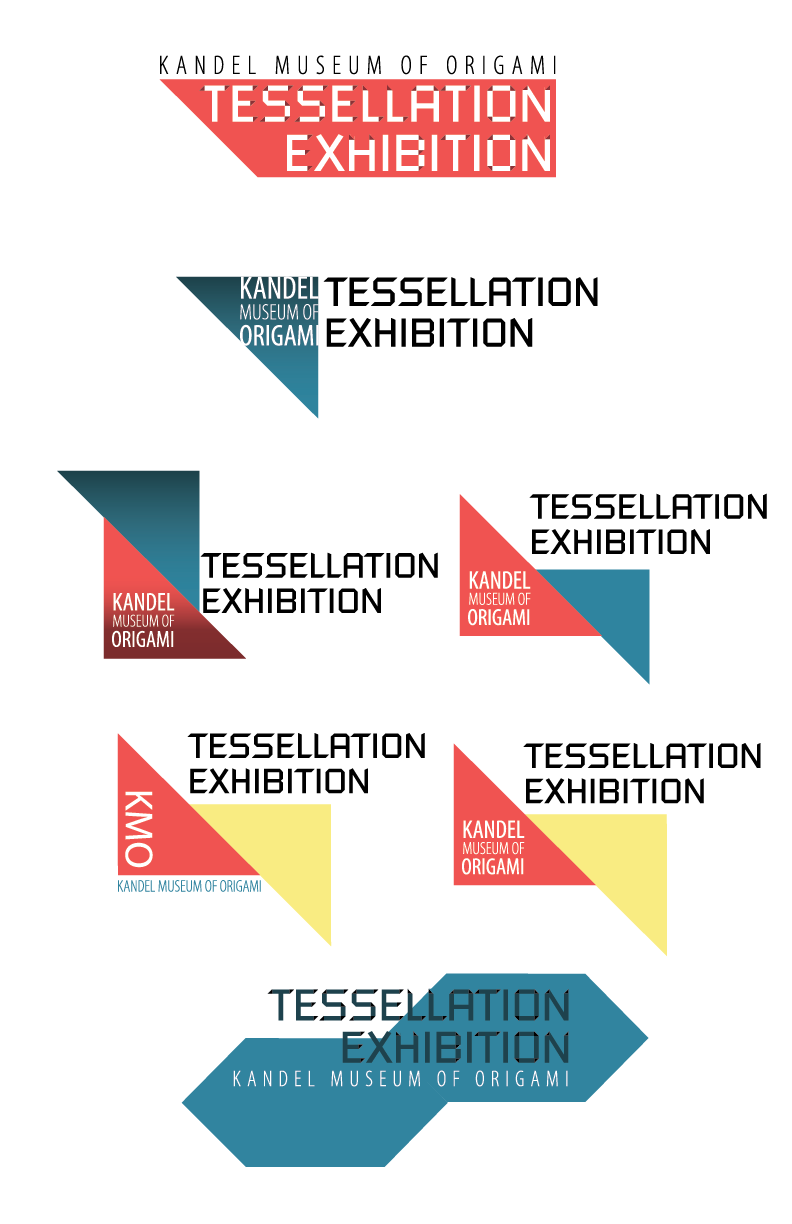 KANDEL MUSEUM OF ORIGAMI
TESSELLATION
EXHIBITION
KANDEL
MUSEUM OF
ORIGAMI
TESSELLATION
EXHIBITION
KANDEL
MUSEUM OF
ORIGAMI
TESSELLATION
EXHIBITION
TESSELLATION
EXHIBITION
KANDEL
MUSEUM OF
ORIGAMI
TESSELLATION
EXHIBITION
KMO
KANDEL MUSEUM OF ORIGAMI
TESSELLATION
EXHIBITION
KANDEL
MUSEUM OF
ORIGAMI
TESSELLATION
EXHIBITION
KANDEL MUSEUM OF ORIGAMI